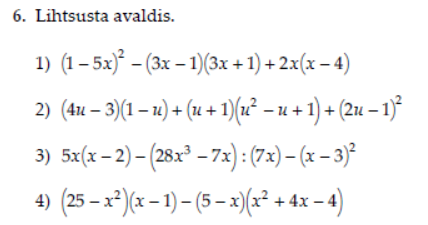 6. Lihtsusta avaldis.
1) (1 – 5x)² – (3x – 1)(3x + 1) + 2x(x – 4)
2) (4u – 3)(1 – u) + (u + 1)(u² – u + 1) + (2u – 1)²
3) 5x(x – 2) – (28x³ – 7x) : (7x) – (x – 3)²
4) (25 – x²)(x – 1) – (5 – x)(x² + 4x – 4)